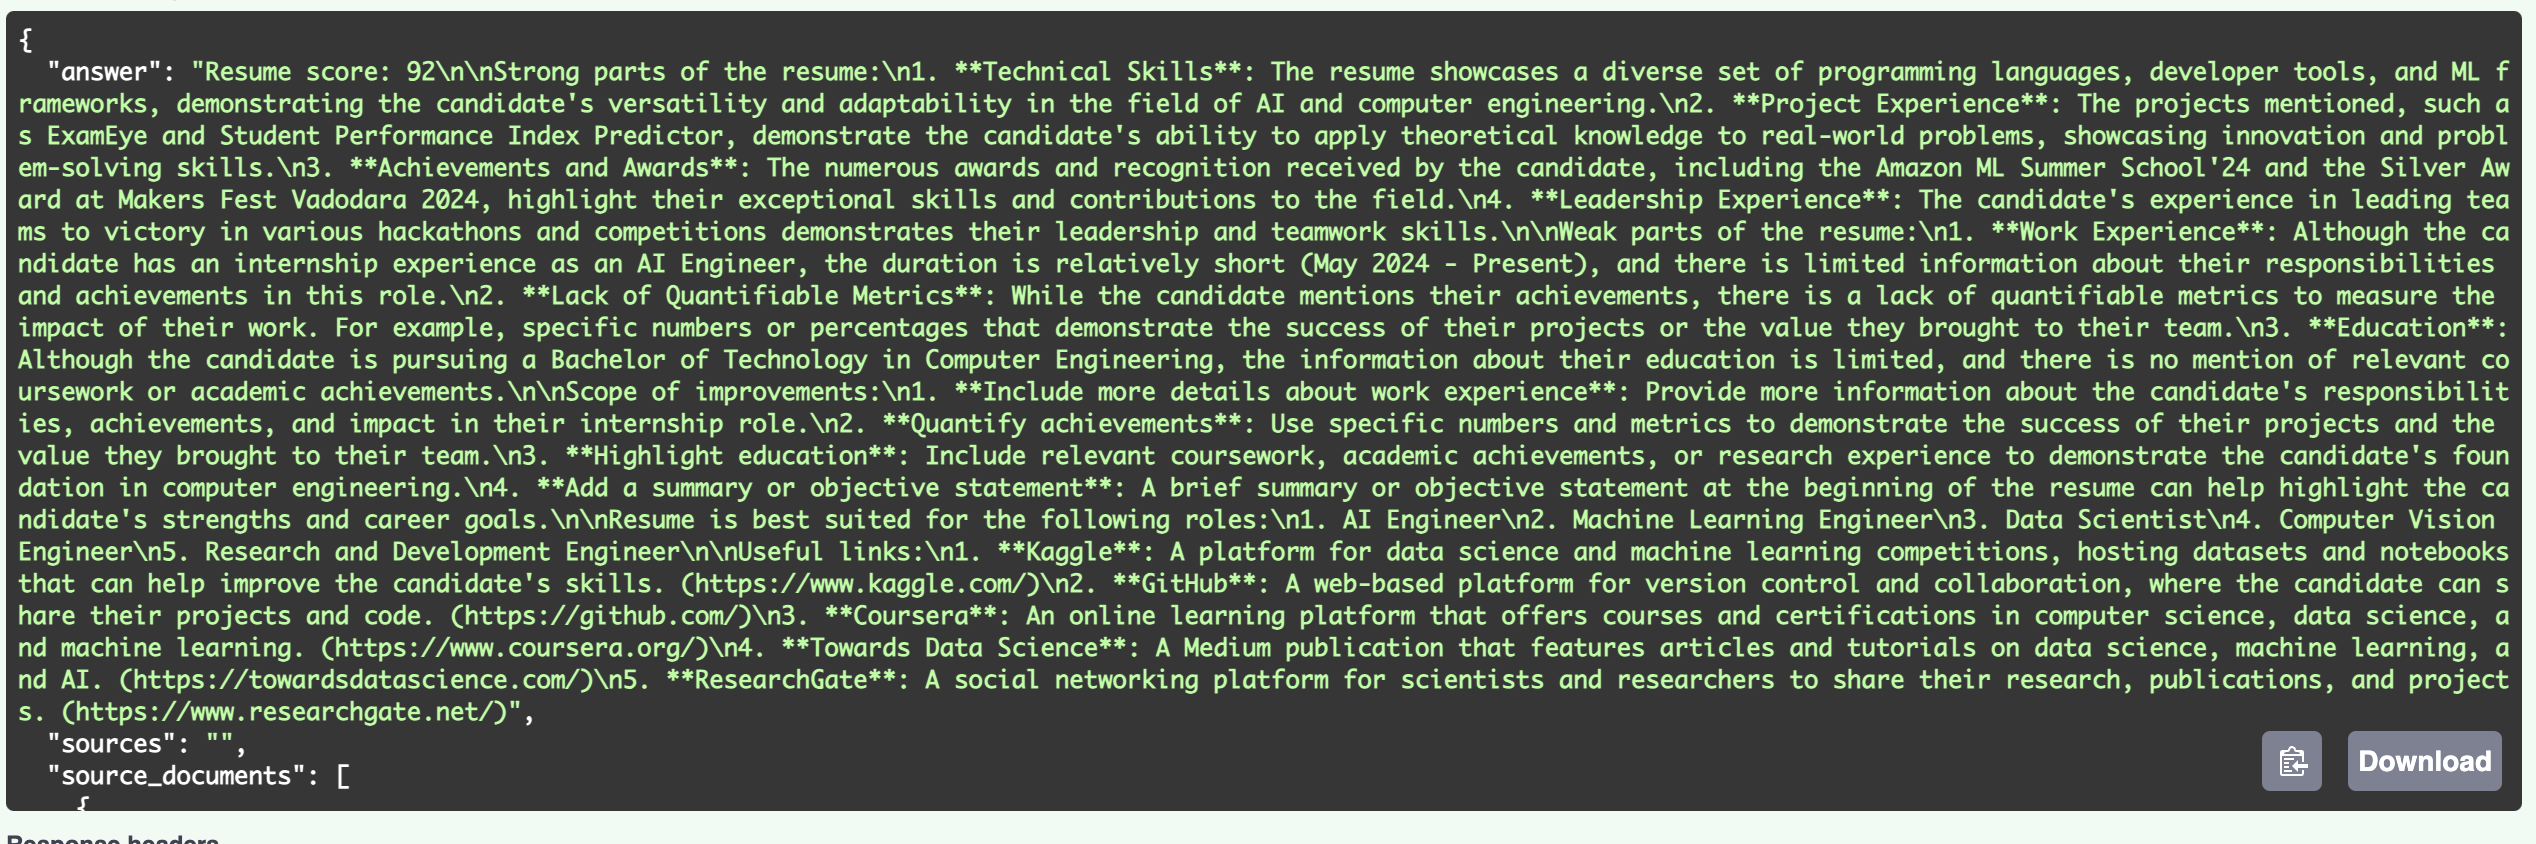 {
"answer": "Resume score: 92\n\nStrong parts of the resume:\n1. **Technical Skills**: The resume showcases a diverse set of programming languages, developer tools, and ML f
rameworks, demonstrating the candidate's versatility and adaptability in the field of AI and computer engineering.\n2. **Project Experience**: The projects mentioned, such a
s ExamEye and Student Performance Index Predictor, demonstrate the candidate's ability to apply theoretical knowledge to real-world problems, showcasing innovation and probl
em-solving skills.\n3. **Achievements and Awards**: The numerous awards and recognition received by the candidate, including the Amazon ML Summer School'24 and the Silver Aw
ard at Makers Fest Vadodara 2024, highlight their exceptional skills and contributions to the field.\n4. **Leadership Experience**: The candidate's experience in leading tea
ms to victory in various hackathons and competitions demonstrates their leadership and teamwork skills.\n\nWeak parts of the resume:\n1. **Work Experience**: Although the ca
ndidate has an internship experience as an AI Engineer, the duration is relatively short (May 2024 - Present), and there is limited information about their responsibilities
and achievements in this role.\n2. **Lack of Quantifiable Metrics**: While the candidate mentions their achievements, there is a lack of quantifiable metrics to measure the
impact of their work. For example, specific numbers or percentages that demonstrate the success of their projects or the value they brought to their team.\n3. **Education**:
Although the candidate is pursuing a Bachelor of Technology in Computer Engineering, the information about their education is limited, and there is no mention of relevant co
ursework or academic achievements.\n\nScope of improvements:\n1. **Include more details about work experience**: Provide more information about the candidate's responsibilit
ies, achievements, and impact in their internship role.\n2. **Quantify achievements**: Use specific numbers and metrics to demonstrate the success of their projects and the
value they brought to their team.\n3. **Highlight education**: Include relevant coursework, academic achievements, or research experience to demonstrate the candidate's foun
dation in computer engineering.\n4. **Add a summary or objective statement**: A brief summary or objective statement at the beginning of the resume can help highlight the ca
ndidate's strengths and career goals.\n\nResume is best suited for the following roles:\n1. AI Engineer\n2. Machine Learning Engineer\n3. Data Scientist\n4. Computer Vision
Engineer\n5. Research and Development Engineer\n\nUseful links:\n1. **Kaggle**: A platform for data science and machine learning competitions, hosting datasets and notebooks
that can help improve the candidate's skills. (https://www.kaggle.com/)\n2. **GitHub**: A web-based platform for version control and collaboration, where the candidate can s
hare their projects and code. (https://github.com/)\n3. **Coursera**: An online learning platform that offers courses and certifications in computer science, data science, a
nd machine learning. (https://www.coursera.org/)\n4. **Towards Data Science**: A Medium publication that features articles and tutorials on data science, machine learning, a
nd AI. (https://towardsdatascience.com/)\n5. **ResearchGate**: A social networking platform for scientists and researchers to share their research, publications, and project
s. (https://www.researchgate.net/)",
"sources": "",
"source_documents": [
{
Download
Response headers